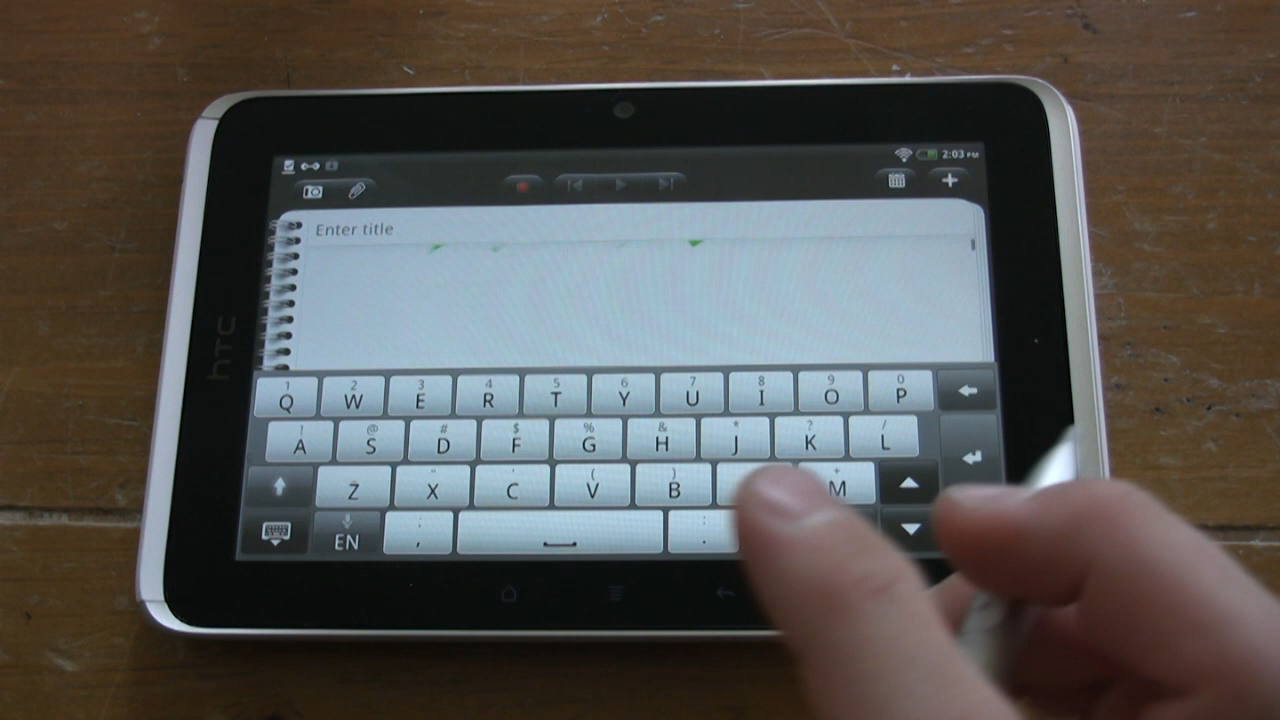 2:03 PM
Enter title
hTC
1 2 3 4 5 6 7 8 9 0
Q W E R T Y U I O P
! @ # $ % & * ? /
A S D F G H J K L
" ' ( ) +
Z X C V B M
EN ; , : .